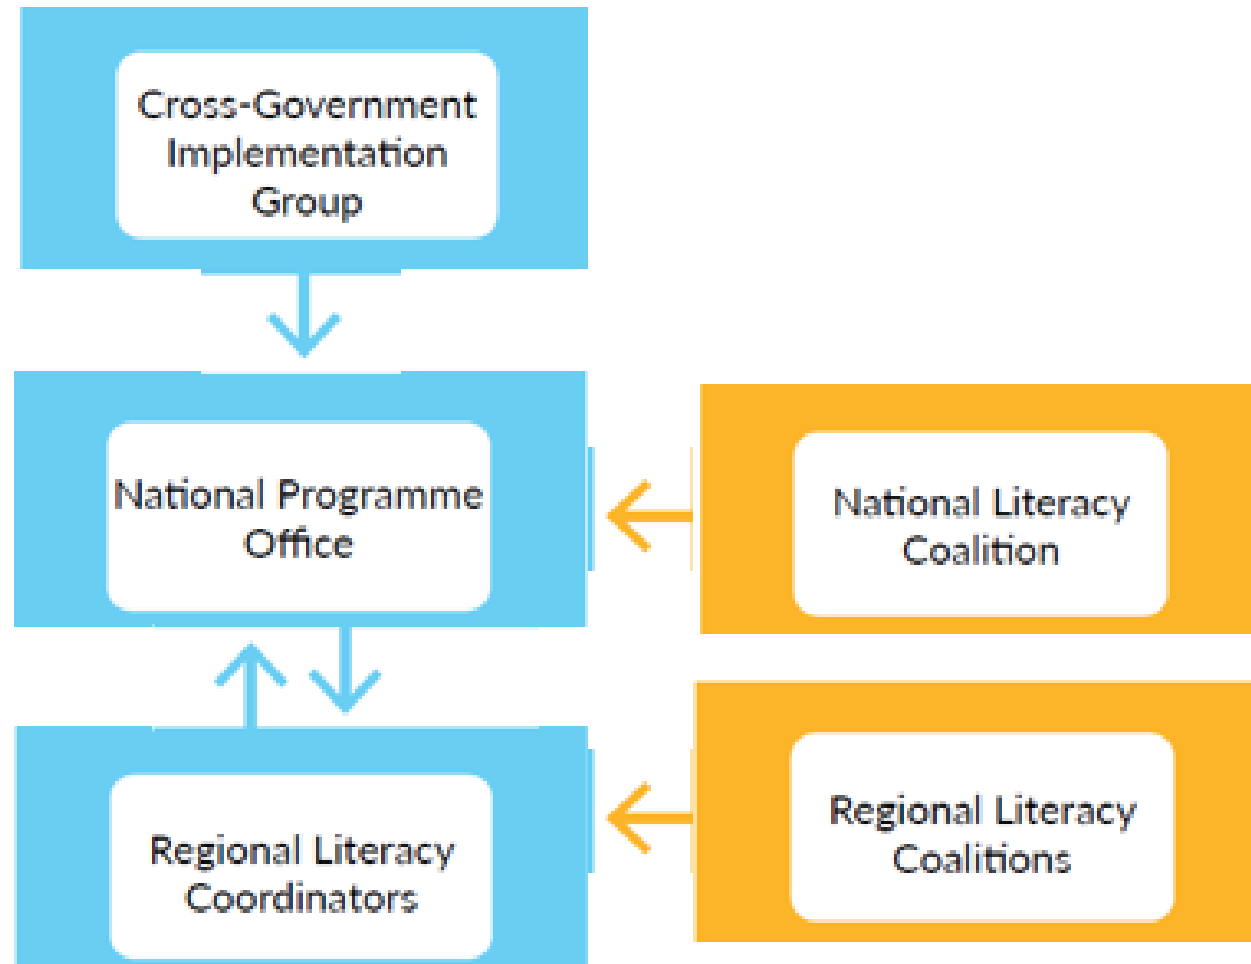 Cross-Government
Implementation
Group
National Programme
Office
National Literacy
Coalition
Regional Literacy
Coordinators
Regional Literacy
Coalitions